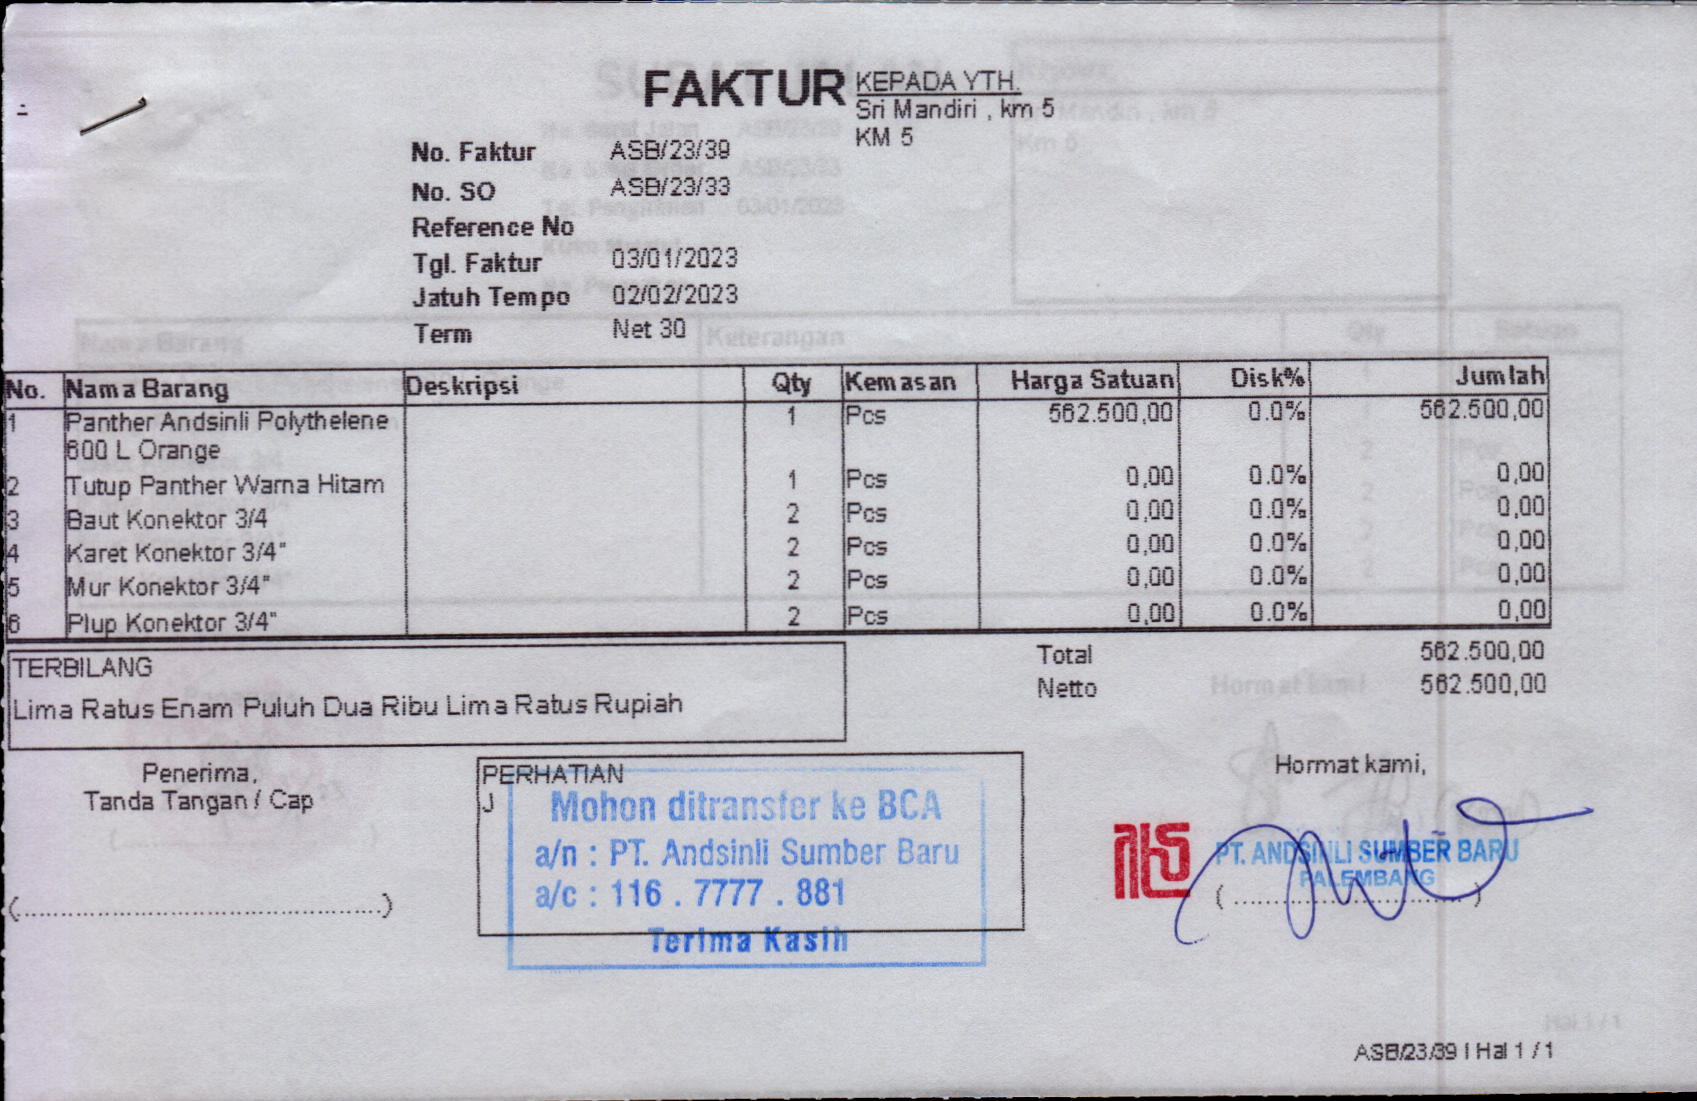 FAKTUR
KEPADA YTH.
Sri Mandiri , km 5
KM 5
No. Faktur ASB/23/39
No. SO ASB/23/33
Reference No
Tgl. Faktur 03/01/2023
Jatuh Tempo 02/02/2023
Term Net 30
No. Nama Barang Deskripsi Qty Kemasan Harga Satuan Disk% Jumlah
1 Panther Andsinli Polythelene 1 Pcs 562.500,00 0.0% 562.500,00
600 L Orange
2 Tutup Panther Warna Hitam 1 Pcs 0,00 0.0% 0,00
3 Baut Konektor 3/4 2 Pcs 0,00 0.0% 0,00
4 Karet Konektor 3/4" 2 Pcs 0,00 0.0% 0,00
5 Mur Konektor 3/4" 2 Pcs 0,00 0.0% 0,00
6 Plup Konektor 3/4" 2 Pcs 0,00 0.0% 0,00
TERBILANG
Lima Ratus Enam Puluh Dua Ribu Lima Ratus Rupiah
Total 562.500,00
Netto 562.500,00
Penerima,
Tanda Tangan / Cap
(................................................)
PERHATIAN
J
Mohon ditransfer ke BCA
a/n : PT. Andsinli Sumber Baru
a/c : 116 . 7777 . 881
Terima Kasih
Hormat kami,
PT. ANDSINLI SUMBER BARU
PALEMBANG
(................................)
ASB/23/39 | Hal 1 / 1